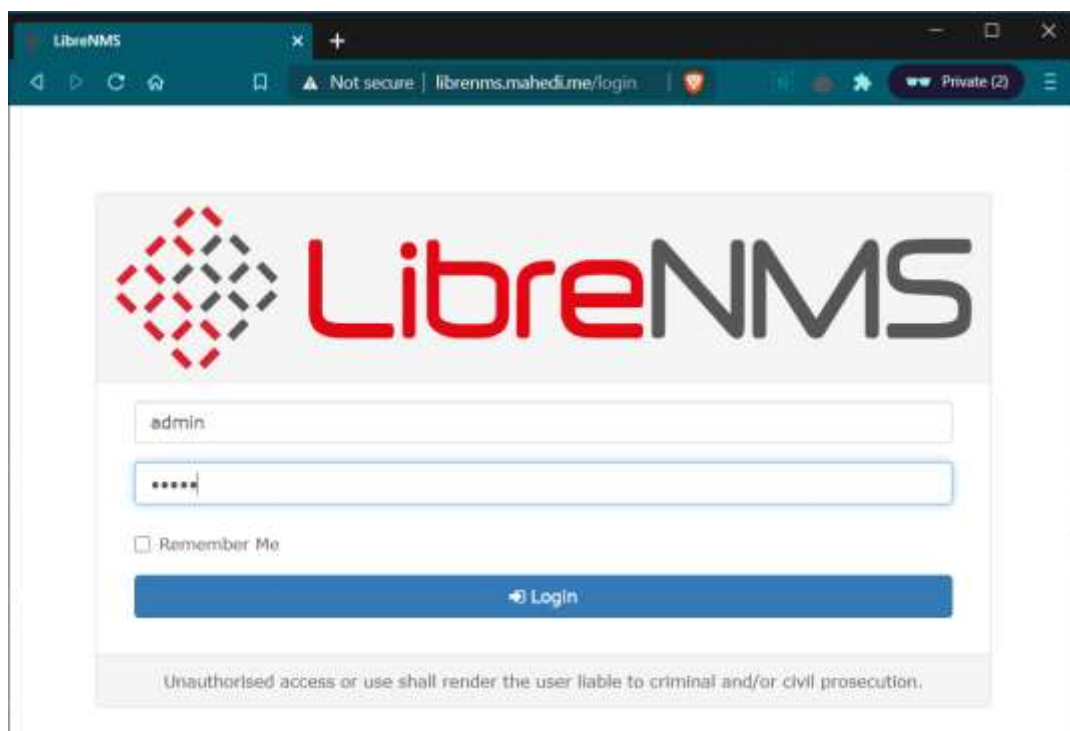 LibreNMS
Not secure | librenms.mahedi.me/login
Private (2)
LibreNMS
admin
•••••
Remember Me
Login
Unauthorised access or use shall render the user liable to criminal and/or civil prosecution.